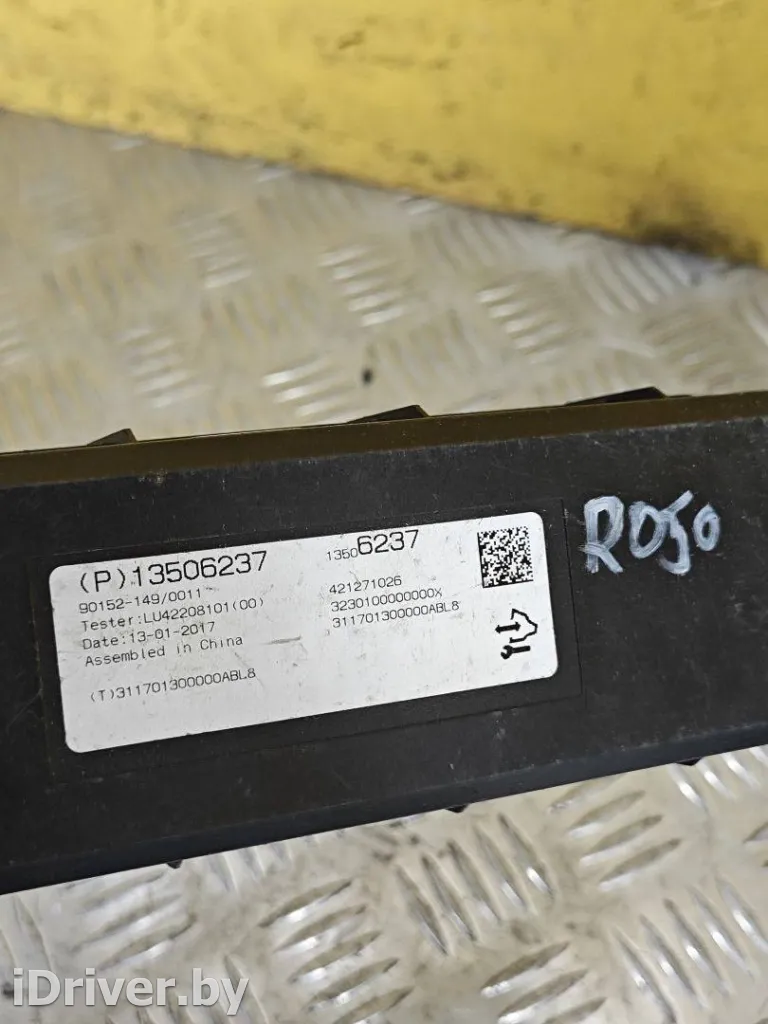 (P)13506237
90152-149/0011
Tester:LU42208101(00)
Date:13-01-2017
Assembled in China
(T)311701300000ABL8
13506237
421271026
3230100000000X
311701300000ABL8
R050
iDriver.by